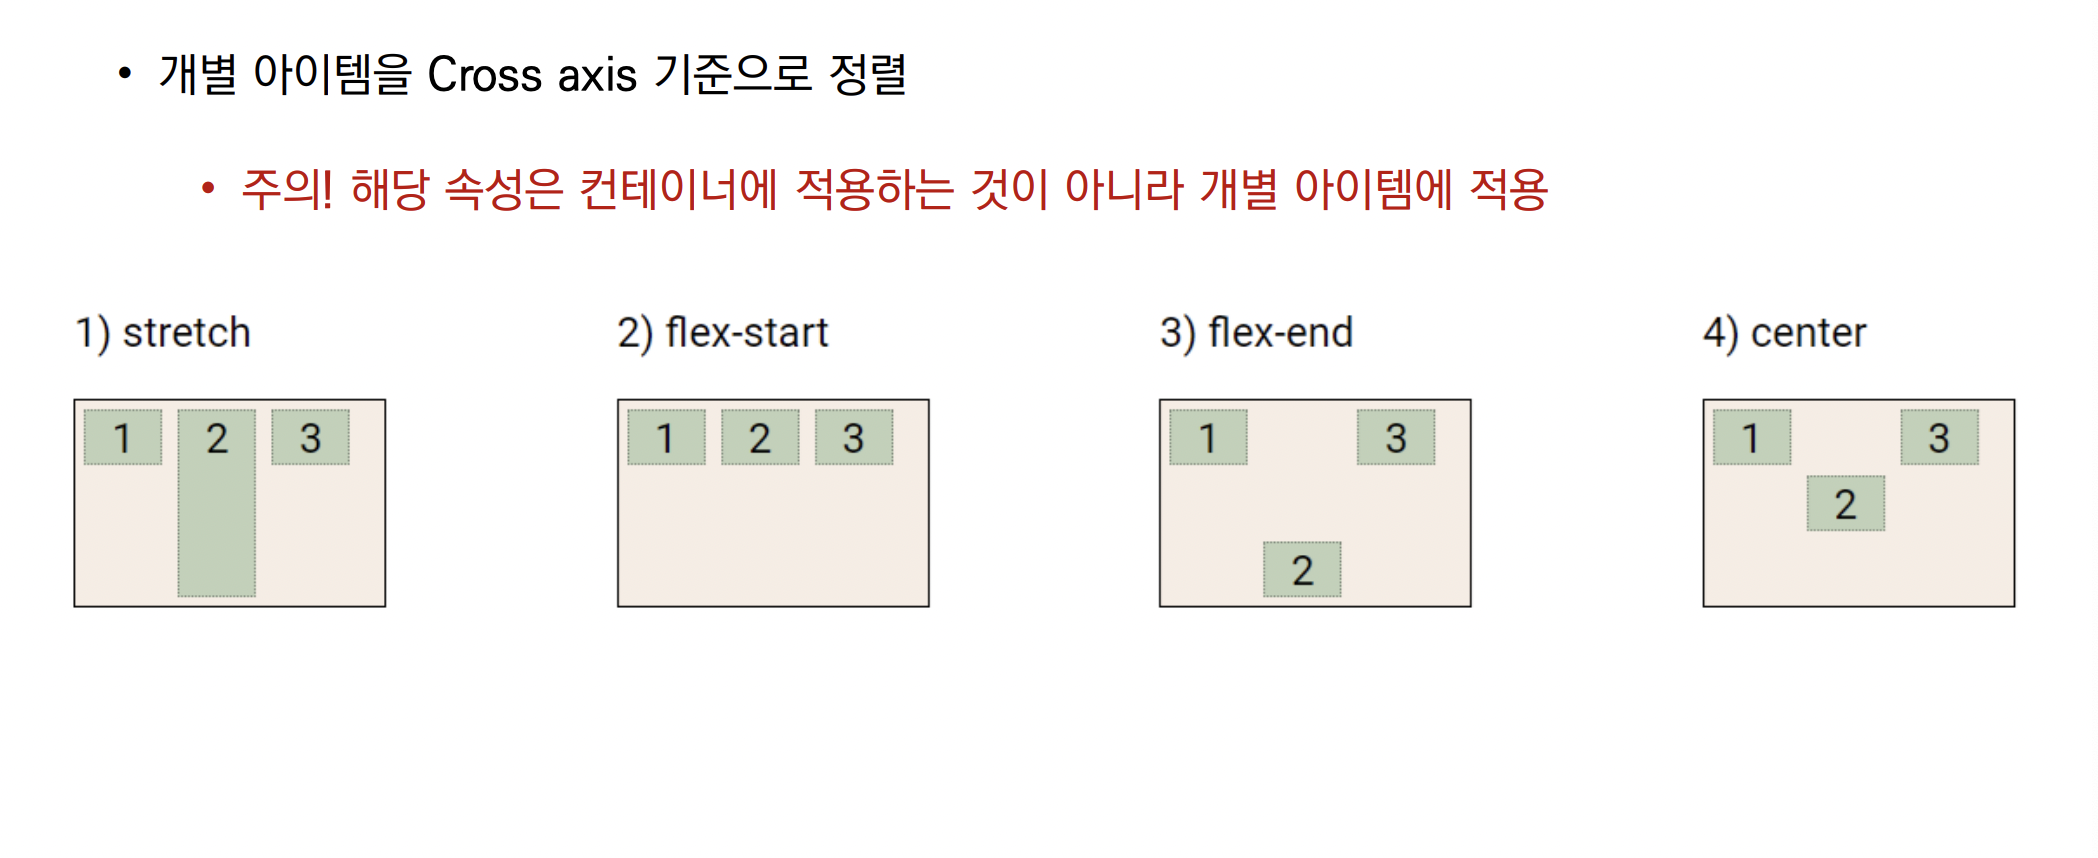 • 개별 아이템을 Cross axis 기준으로 정렬
• 주의! 해당 속성은 컨테이너에 적용하는 것이 아니라 개별 아이템에 적용
1) stretch
2) flex-start
3) flex-end
4) center
1 2 3
1 2 3
1 3
2
1 3
2